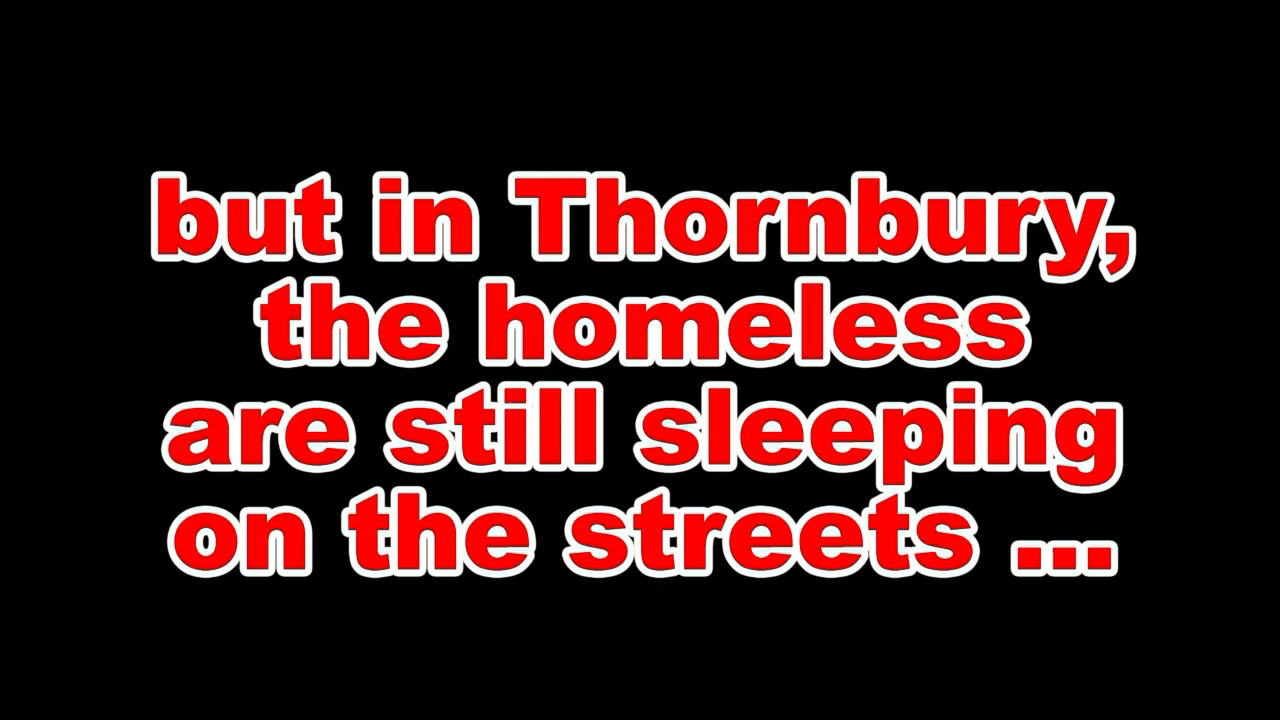 but in Thornbury,
the homeless
are still sleeping
on the streets ...